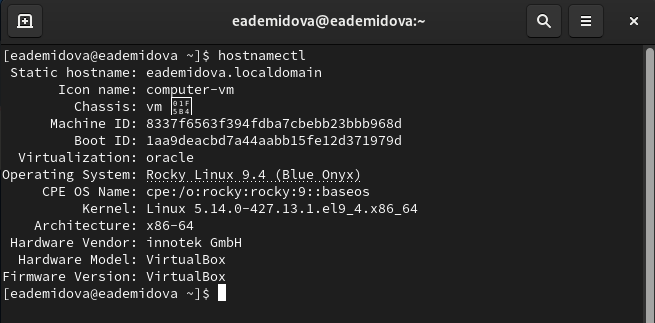 eademidova@eademidova:~
[eademidova@eademidova ~]$ hostnamectl
Static hostname: eademidova.localdomain
Icon name: computer-vm
Chassis: vm 🖴
Machine ID: 8337f6563f394fdba7cbebb23bbb968d
Boot ID: 1aa9deacbd7a44aabb15fe12d371979d
Virtualization: oracle
Operating System: Rocky Linux 9.4 (Blue Onyx)
CPE OS Name: cpe:/o:rocky:rocky:9::baseos
Kernel: Linux 5.14.0-427.13.1.el9_4.x86_64
Architecture: x86-64
Hardware Vendor: innotek GmbH
Hardware Model: VirtualBox
Firmware Version: VirtualBox
[eademidova@eademidova ~]$